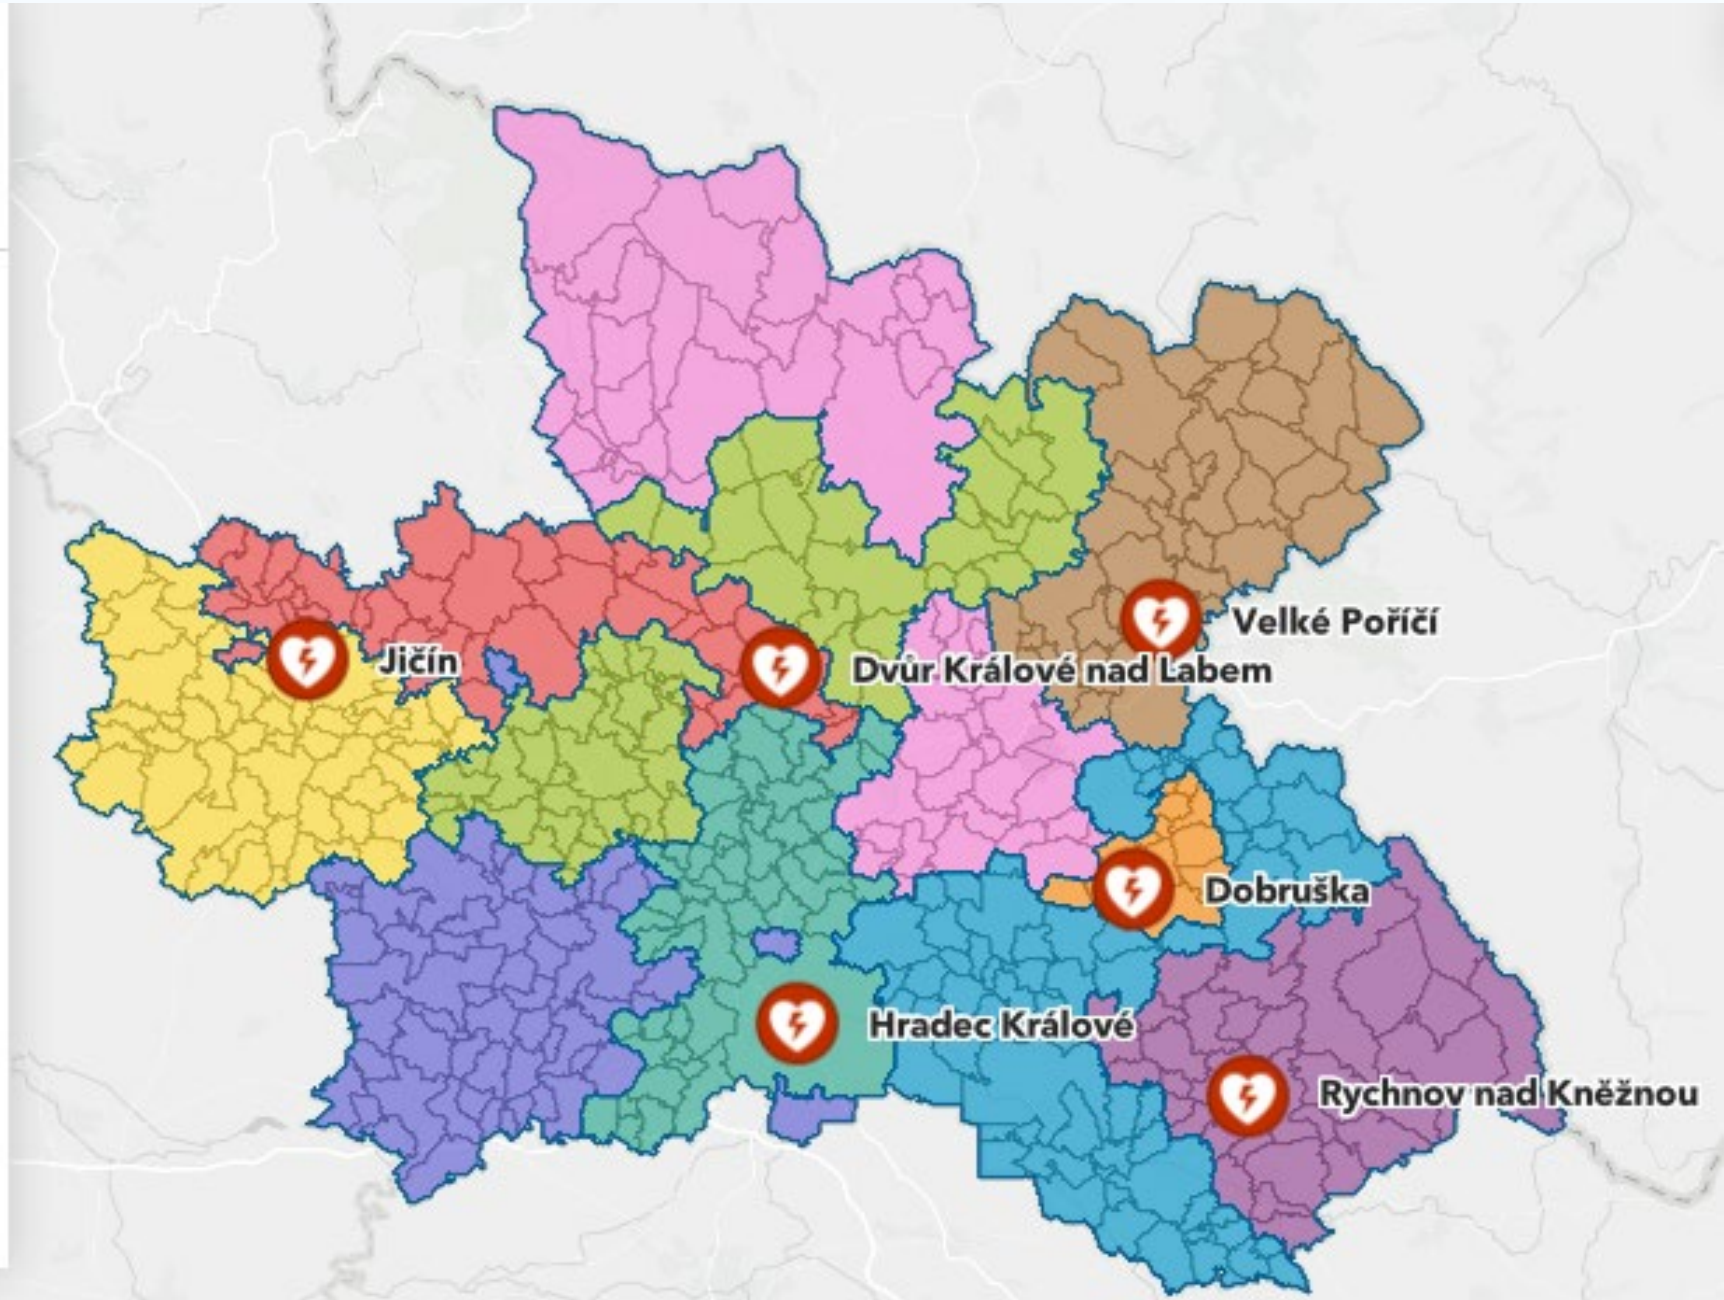 Velké Poříčí
Jičín
Dvůr Králové nad Labem
Dobruška
Hradec Králové
Rychnov nad Kněžnou